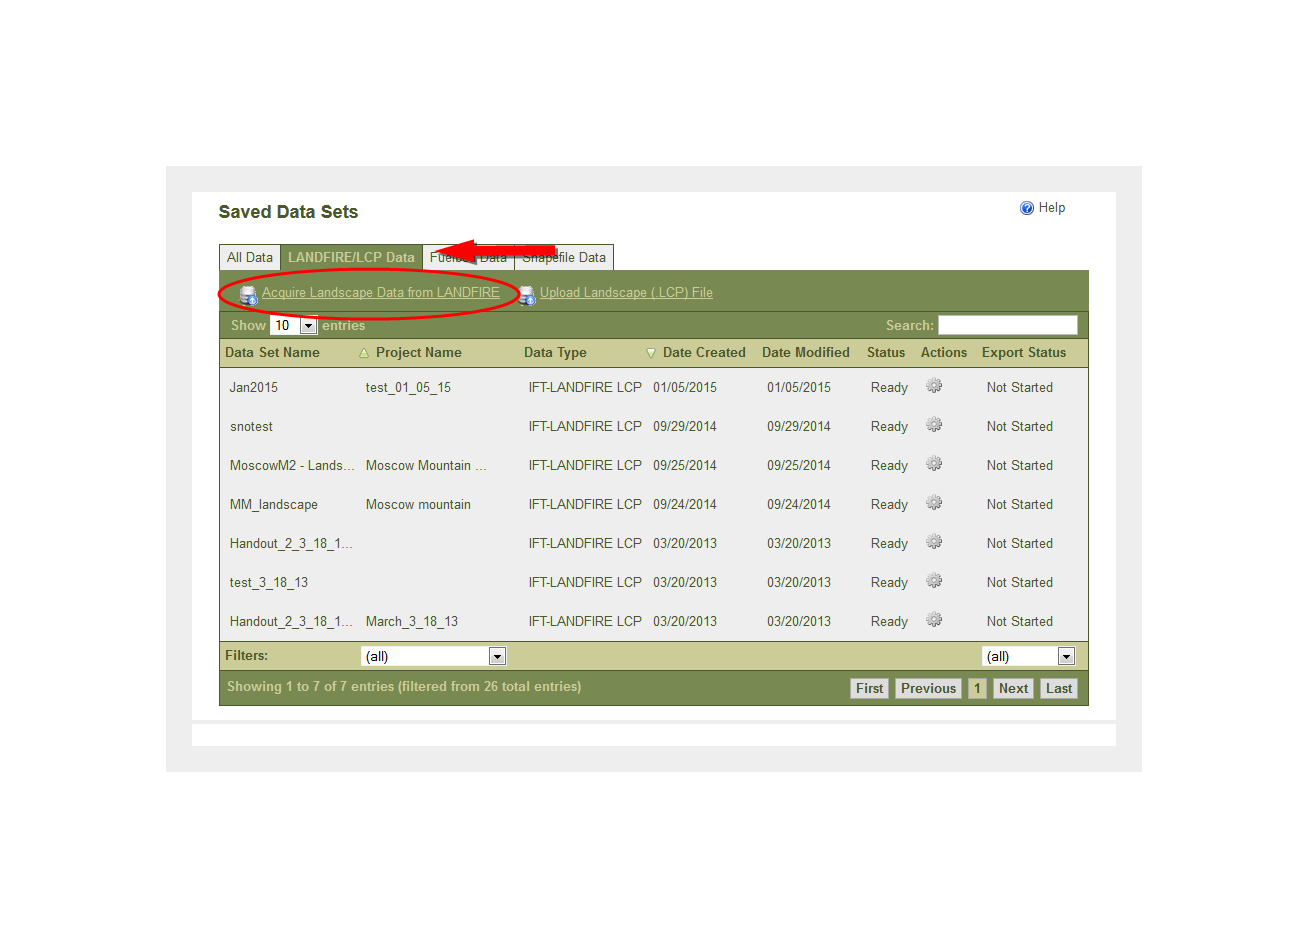 Saved Data Sets
Help
All Data LANDFIRE/LCP Data Data Shapefile Data
Acquire Landscape Data from LANDFIRE Upload Landscape (.LCP) File
Show 10 entries Search:
Data Set Name Project Name Data Type Date Created Date Modified Status Actions Export Status
Jan2015 test_01_05_15 IFT-LANDFIRE LCP 01/05/2015 01/05/2015 Ready Not Started
snotest IFT-LANDFIRE LCP 09/29/2014 09/29/2014 Ready Not Started
MoscowM2 - Lands... Moscow Mountain ... IFT-LANDFIRE LCP 09/25/2014 09/25/2014 Ready Not Started
MM_landscape Moscow mountain IFT-LANDFIRE LCP 09/24/2014 09/24/2014 Ready Not Started
Handout_2_3_18_1... IFT-LANDFIRE LCP 03/20/2013 03/20/2013 Ready Not Started
test_3_18_13 IFT-LANDFIRE LCP 03/20/2013 03/20/2013 Ready Not Started
Handout_2_3_18_1... March_3_18_13 IFT-LANDFIRE LCP 03/20/2013 03/20/2013 Ready Not Started
Filters: (all) (all)
Showing 1 to 7 of 7 entries (filtered from 26 total entries) First Previous 1 Next Last